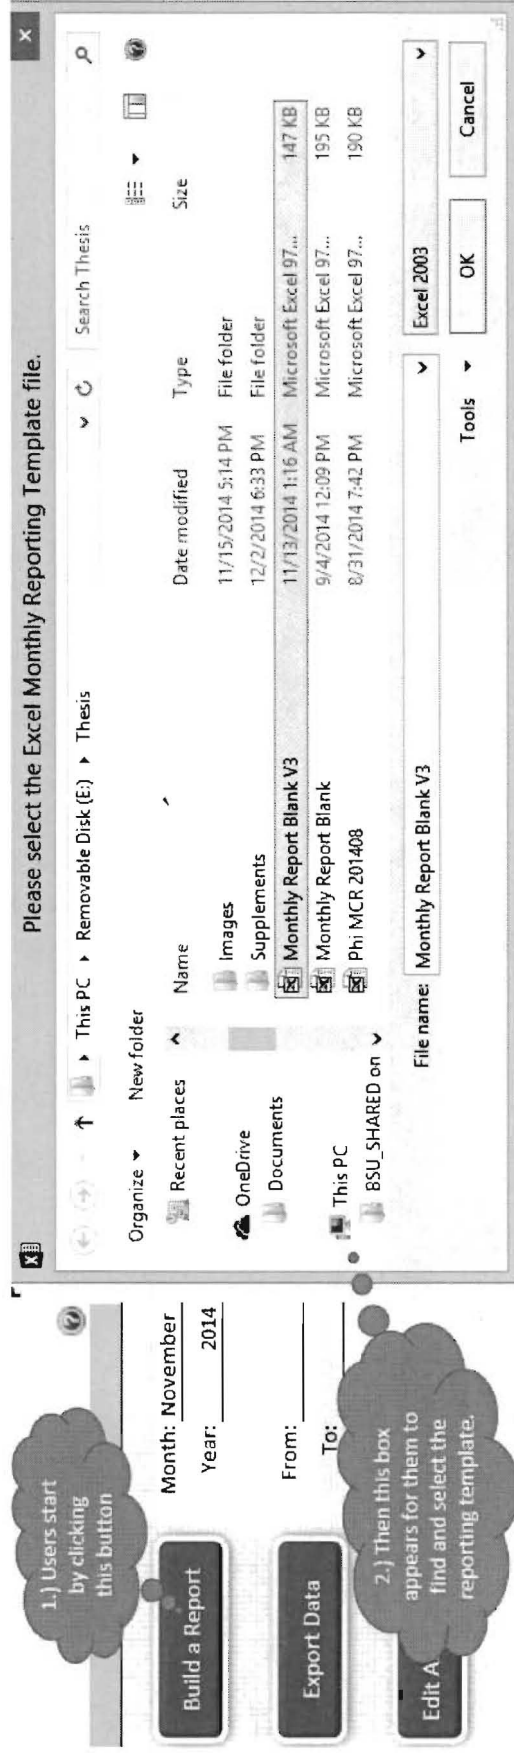 1.) Users start
by clicking
this button
Build a Report
Month: November
Year: 2014
Export Data
From:
To:
Edit A
2.) Then this box
appears for them to
find and select the
reporting template.
Please select the Excel Monthly Reporting Template file.
This PC Removable Disk (E:) Thesis
Search Thesis
Organize New folder
Recent places
OneDrive
Documents
This PC
BSU_SHARED on
Name Date modified Type Size
Images 11/15/2014 5:14 PM File folder
Supplements 12/2/2014 6:33 PM File folder
Monthly Report Blank V3 11/13/2014 1:16 AM Microsoft Excel 97... 147 KB
Monthly Report Blank 9/4/2014 12:09 PM Microsoft Excel 97... 195 KB
Phi MCR 201408 8/31/2014 7:42 PM Microsoft Excel 97... 190 KB
File name: Monthly Report Blank V3 Excel 2003
Tools OK Cancel